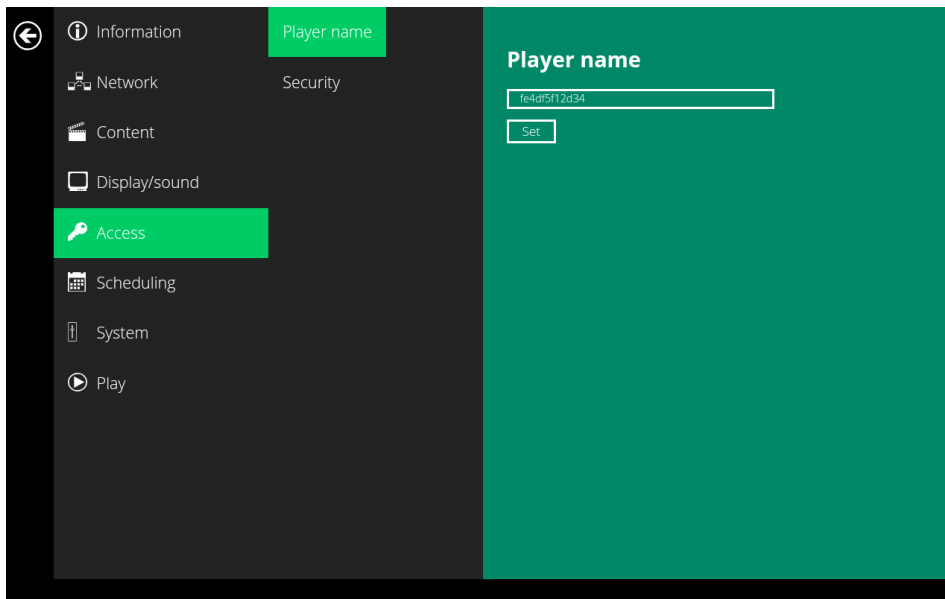 Information
Network
Content
Display/sound
Access
Scheduling
System
Play
Player name
Security
Player name
fe4df5f12d34
Set